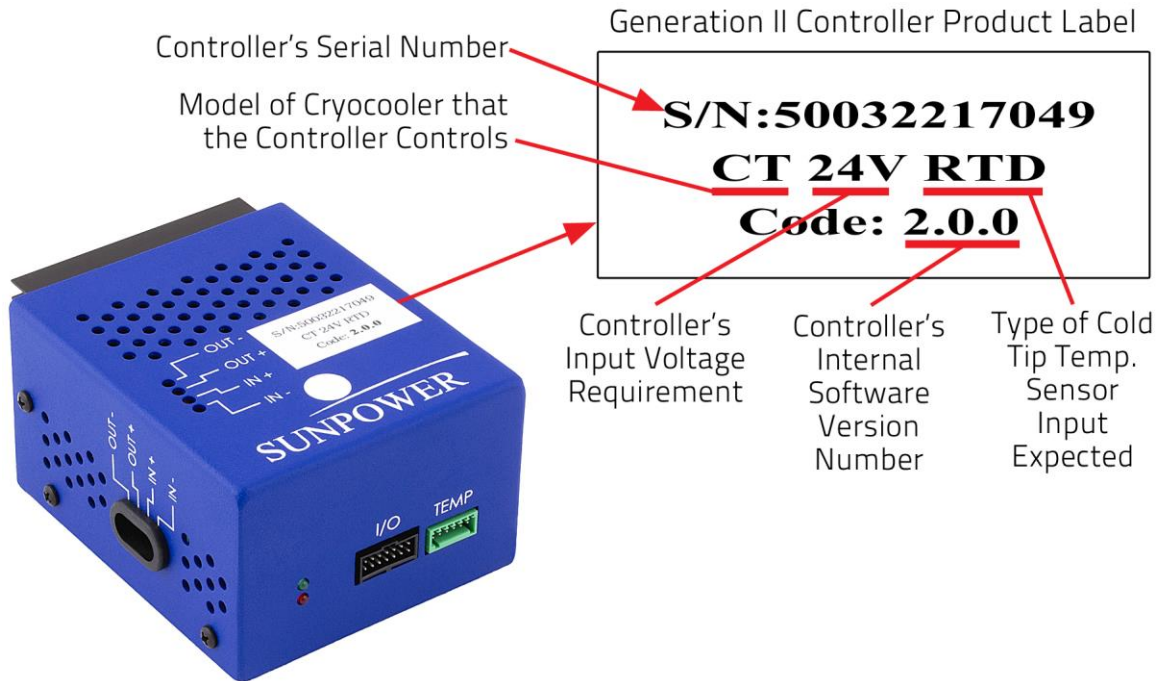 Generation II Controller Product Label
Controller's Serial Number
Model of Cryocooler that
the Controller Controls
S/N:50032217049
CT 24V RTD
Code: 2.0.0
Controller's
Input Voltage
Requirement
Controller's
Internal
Software
Version
Number
Type of Cold
Tip Temp.
Sensor
Input
Expected
S/N:50032217049
CT 24V RTD
Code: 2.0.0
OUT -
OUT +
IN +
IN -
SUNPOWER
OUT-
OUT+
IN +
IN -
I/O
TEMP